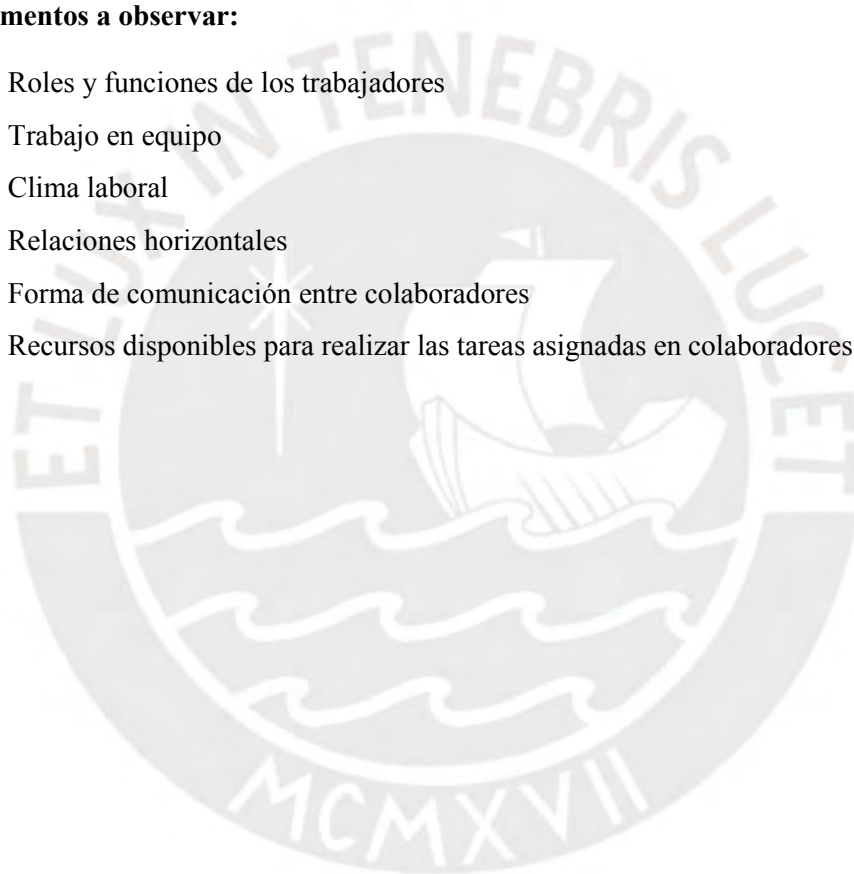 mentos a observar:
Roles y funciones de los trabajadores
Trabajo en equipo
Clima laboral
Relaciones horizontales
Forma de comunicación entre colaboradores
Recursos disponibles para realizar las tareas asignadas en colaboradores
ET LUX IN TENEBRIS LUCET
MCMXVII